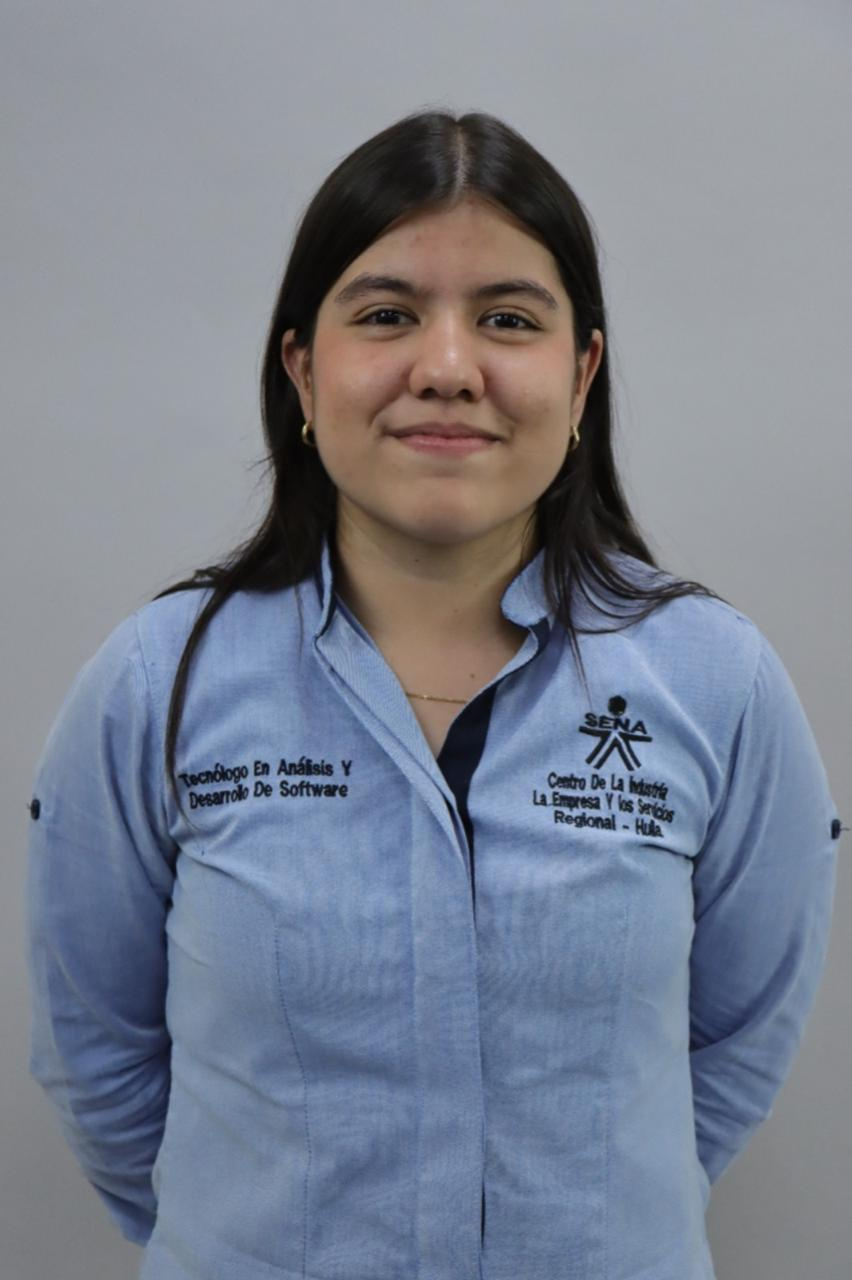 Tecnólogo En Análisis Y
Desarrollo De Software
SENA
Centro De La Industria
La Empresa Y los Servicios
Regional - Huila